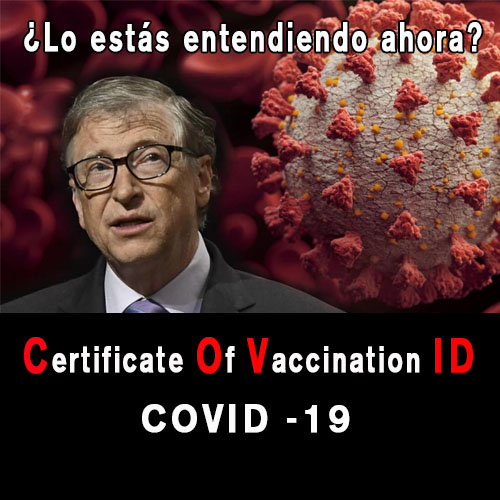 ¿Lo estás entendiendo ahora?
Certificate Of Vaccination ID
COVID -19